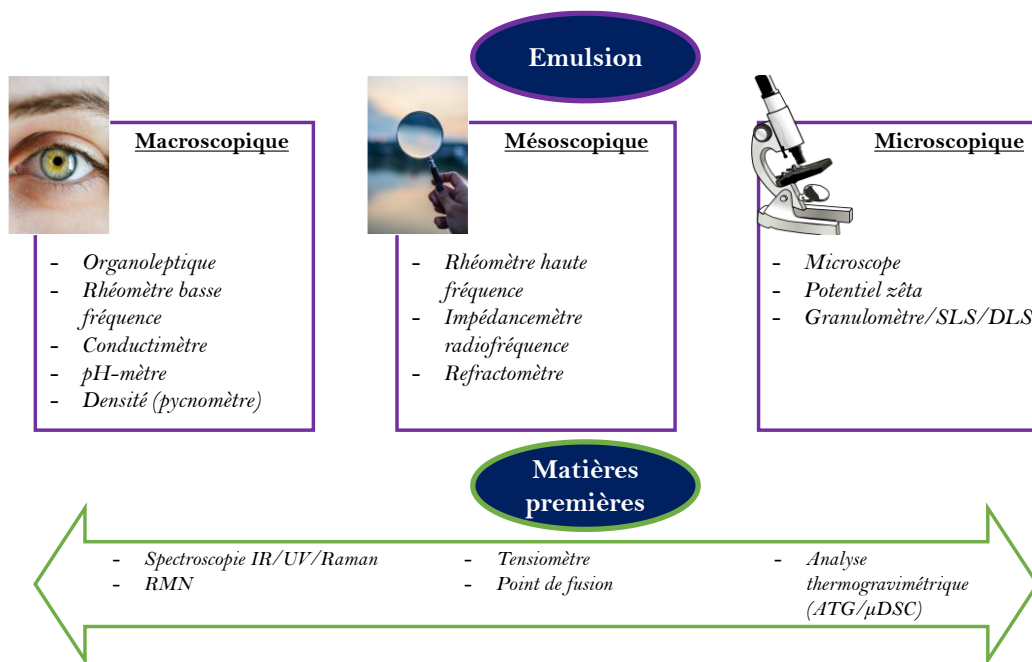 Emulsion
Macroscopique
- Organoleptique
- Rhéomètre basse
fréquence
- Conductimètre
- pH-mètre
- Densité (pycnomètre)
Mésoscopique
- Rhéomètre haute
fréquence
- Impédancemètre
radiofréquence
- Refractomètre
Microscopique
- Microscope
- Potentiel zêta
- Granulomètre/SLS/DLS
Matières
premières
- Spectroscopie IR/UV/Raman
- RMN
- Tensiomètre
- Point de fusion
- Analyse
thermogravimétrique
(ATG/µDSC)